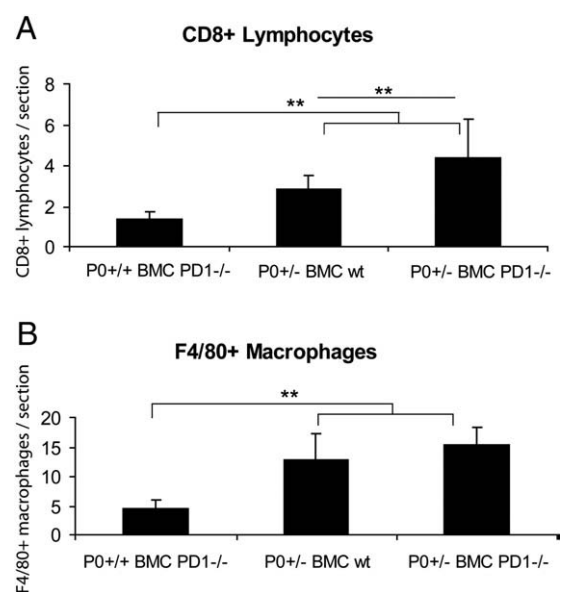 A
CD8+ Lymphocytes
CD8+ lymphocytes / section
8
6
4
2
0
**
**
P0+/+ BMC PD1-/-
P0+/- BMC wt
P0+/- BMC PD1-/-
B
F4/80+ Macrophages
F4/80+ macrophages / section
20
15
10
5
0
**
P0+/+ BMC PD1-/-
P0+/- BMC wt
P0+/- BMC PD1-/-